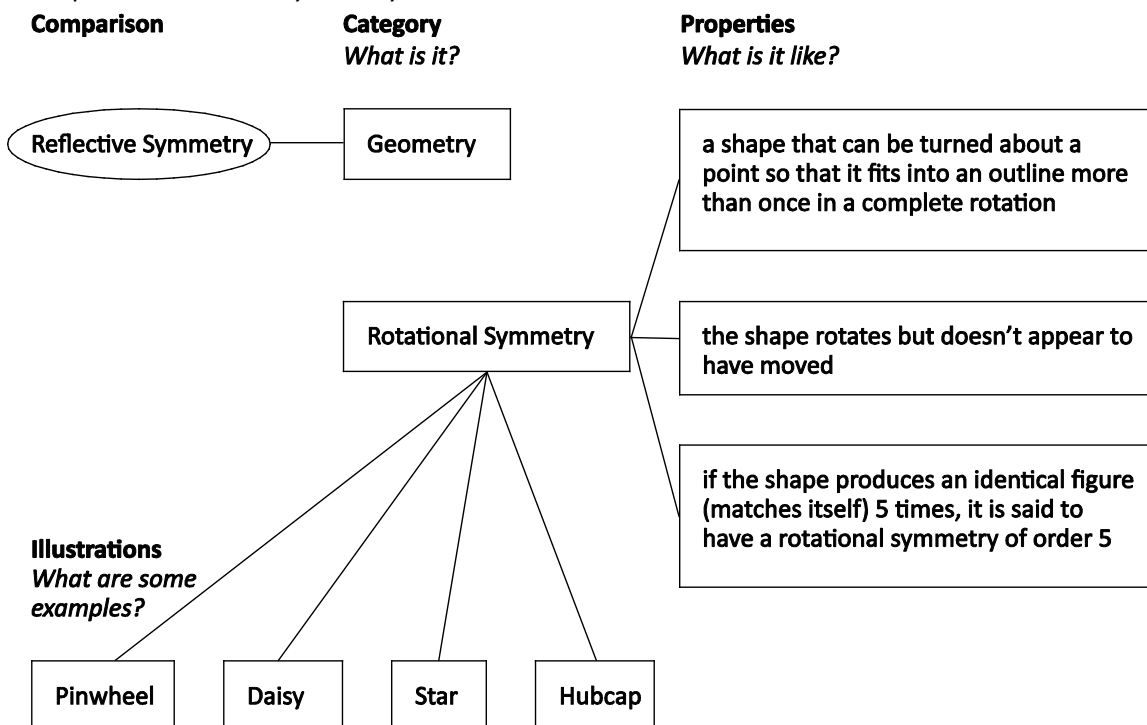 Comparison
Category
What is it?
Properties
What is it like?
Reflective Symmetry
Geometry
a shape that can be turned about a
point so that it fits into an outline more
than once in a complete rotation
Rotational Symmetry
the shape rotates but doesn't appear to
have moved
if the shape produces an identical figure
(matches itself) 5 times, it is said to
have a rotational symmetry of order 5
Illustrations
What are some
examples?
Pinwheel
Daisy
Star
Hubcap